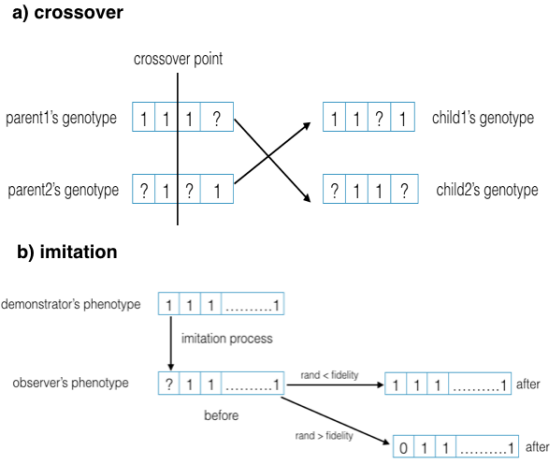 a) crossover
crossover point
parent1's genotype 1 1 1 ? 1 1 ? 1 child1's genotype
parent2's genotype ? 1 ? 1 ? 1 1 ? child2's genotype
b) imitation
demonstrator's phenotype 1 1 1 ..........1
imitation process
observer's phenotype ? 1 1 ..........1 rand < fidelity 1 1 1 ..........1 after
before
rand > fidelity 0 1 1 ..........1 after